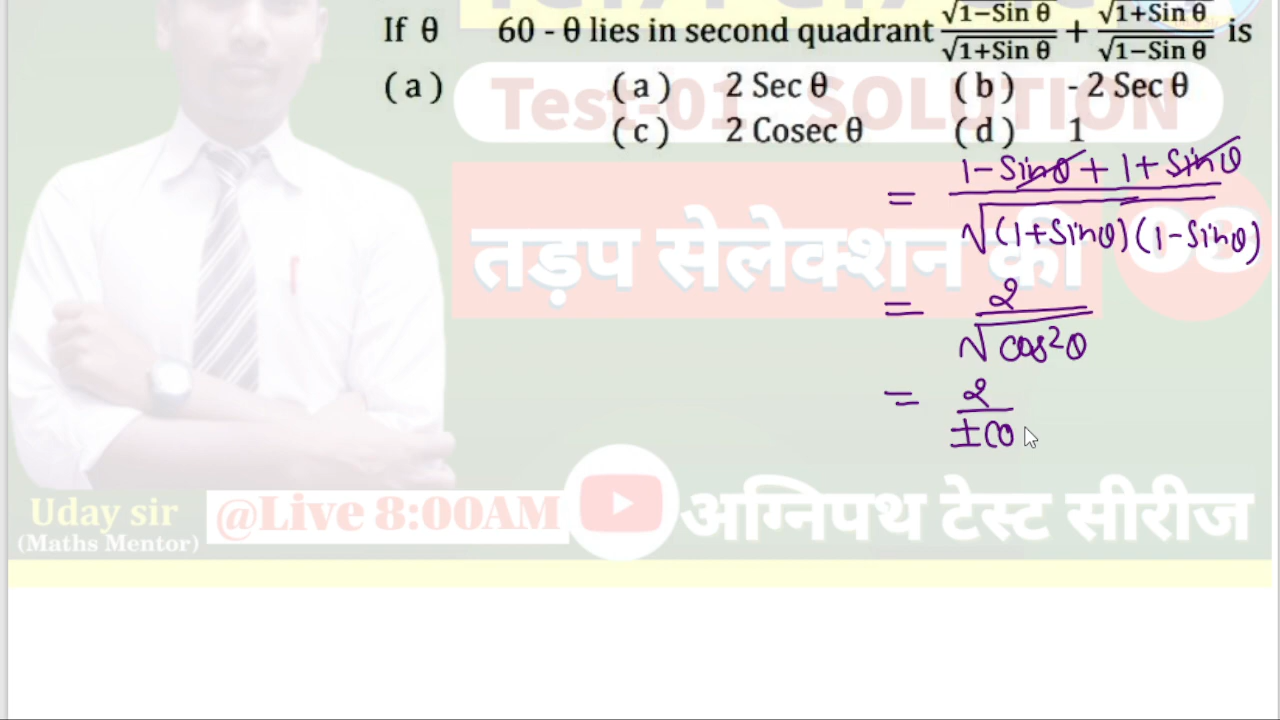 If θ 60 - θ lies in second quadrant √1−Sin θ/√1+Sin θ + √1+Sin θ/√1−Sin θ is
(a) (a) 2 Sec θ (b) - 2 Sec θ
Test-01 SOLUTION
(c) 2 Cosec θ (d) 1
= 1 − Sinθ + 1 + Sinθ / √(1+Sinθ)(1−Sinθ)
तड़प सेलेक्शन की 03
= 2/√cos²θ
= 2/±co
Uday sir
(Maths Mentor)
@Live 8:00AM
अग्निपथ टेस्ट सीरीज